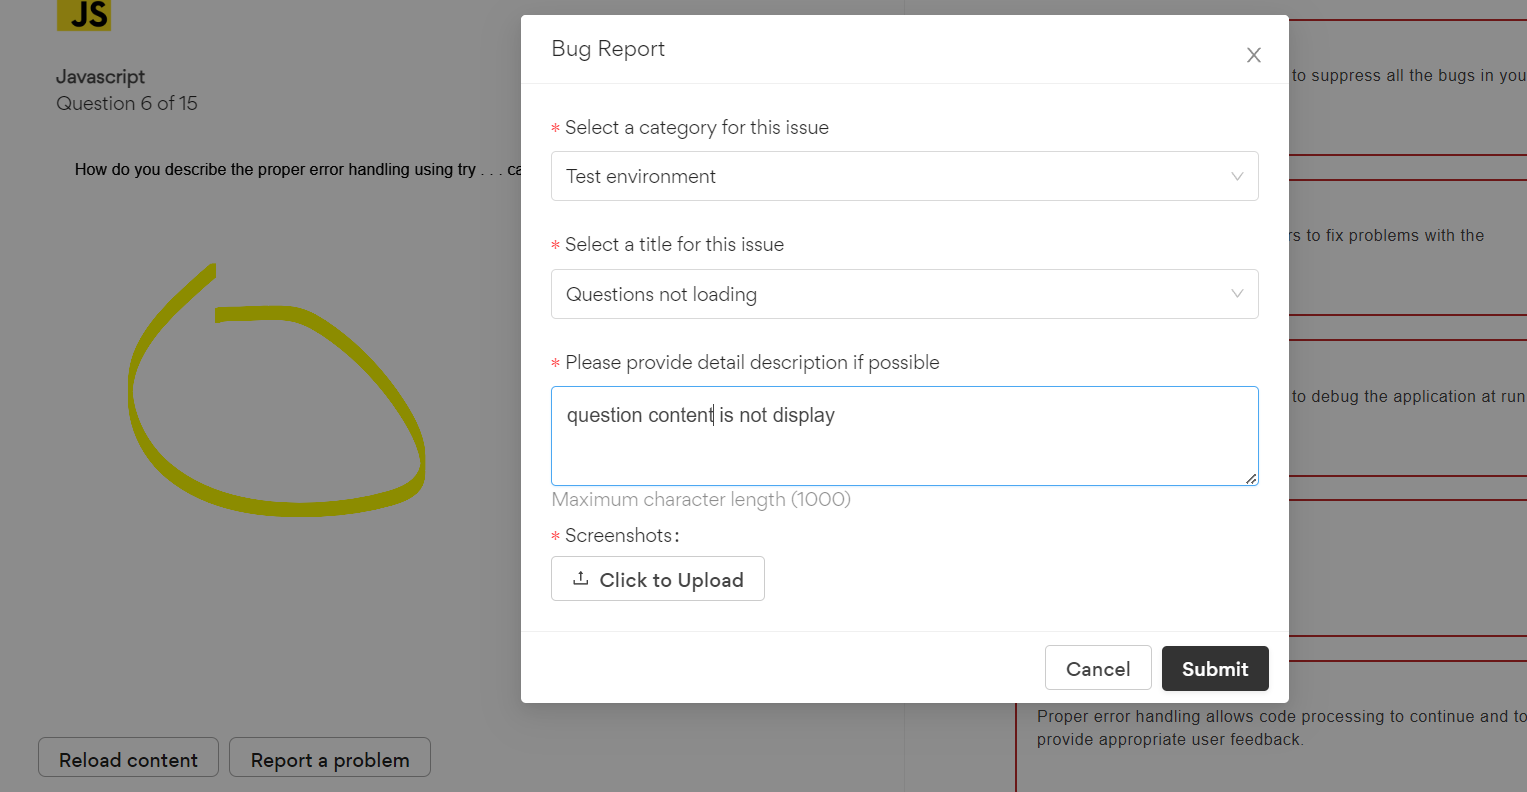 JS
Javascript
Question 6 of 15
How do you describe the proper error handling using try . . . ca
Reload content
Report a problem
Bug Report
* Select a category for this issue
Test environment
* Select a title for this issue
Questions not loading
* Please provide detail description if possible
question content is not display
Maximum character length (1000)
* Screenshots:
Click to Upload
Cancel
Submit
to suppress all the bugs in you
rs to fix problems with the
to debug the application at run
Proper error handling allows code processing to continue and to
provide appropriate user feedback.